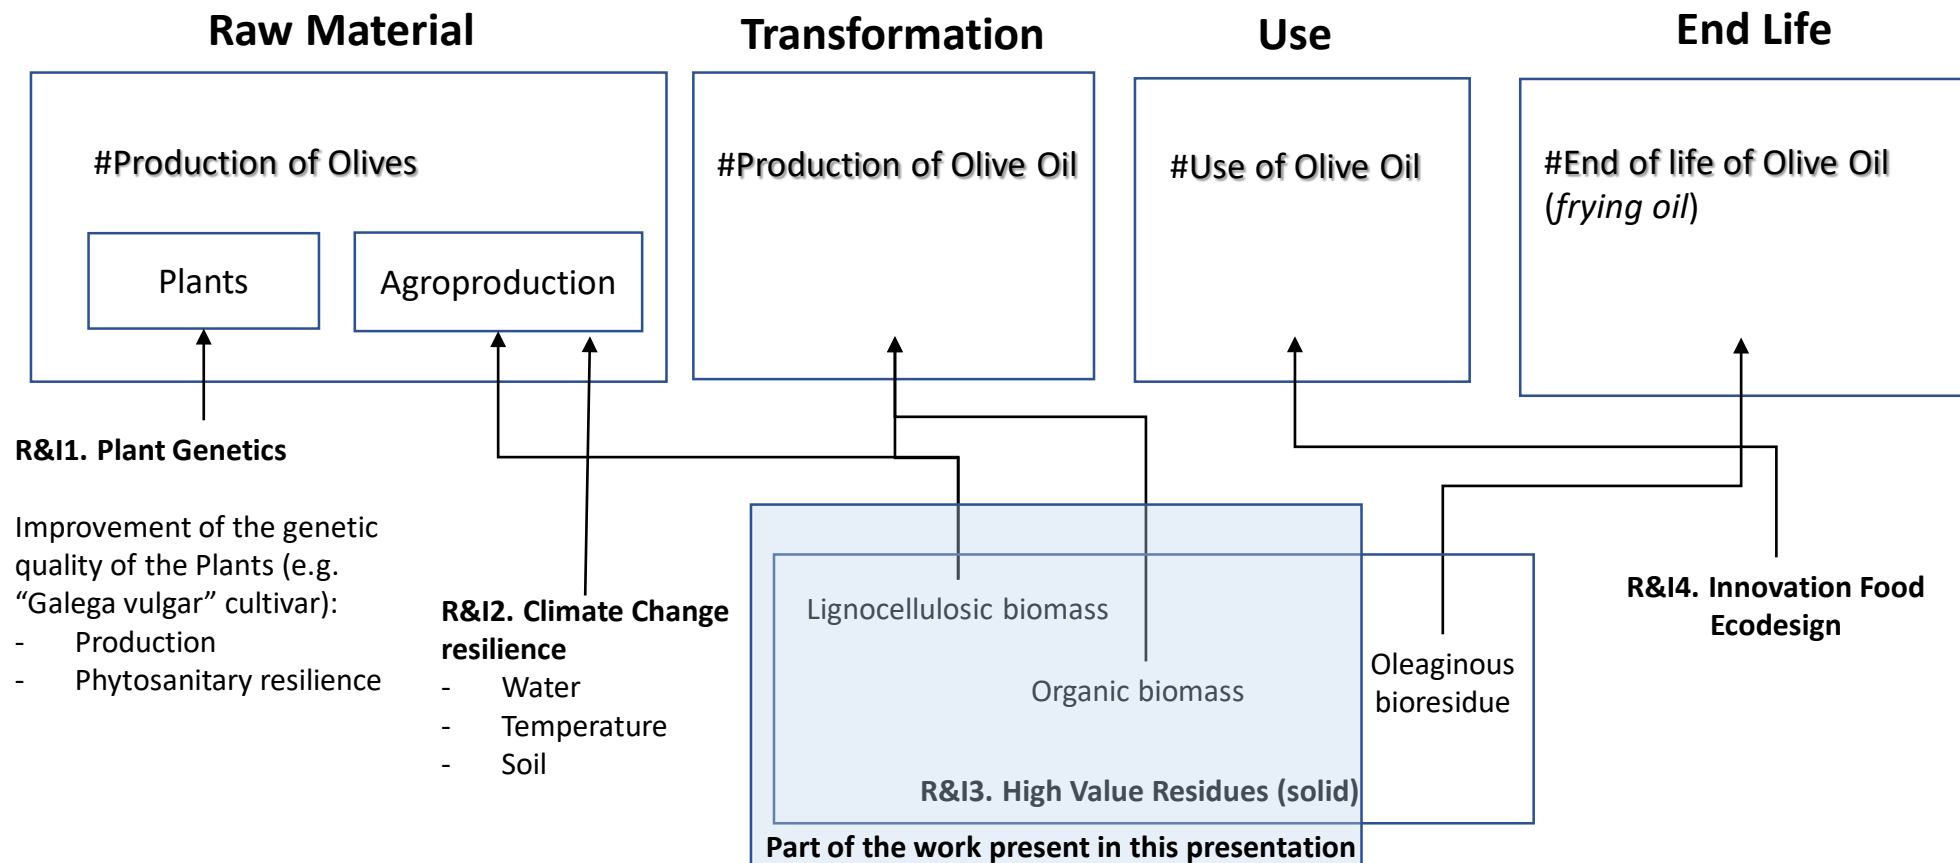 Raw Material
Transformation
Use
End Life
#Production of Olives
Plants
Agroproduction
#Production of Olive Oil
#Use of Olive Oil
#End of life of Olive Oil
(frying oil)
R&I1. Plant Genetics
Improvement of the genetic
quality of the Plants (e.g.
“Galega vulgar” cultivar):
- Production
- Phytosanitary resilience
R&I2. Climate Change
resilience
- Water
- Temperature
- Soil
Lignocellulosic biomass
Organic biomass
Oleaginous
bioresidue
R&I3. High Value Residues (solid)
Part of the work present in this presentation
R&I4. Innovation Food
Ecodesign